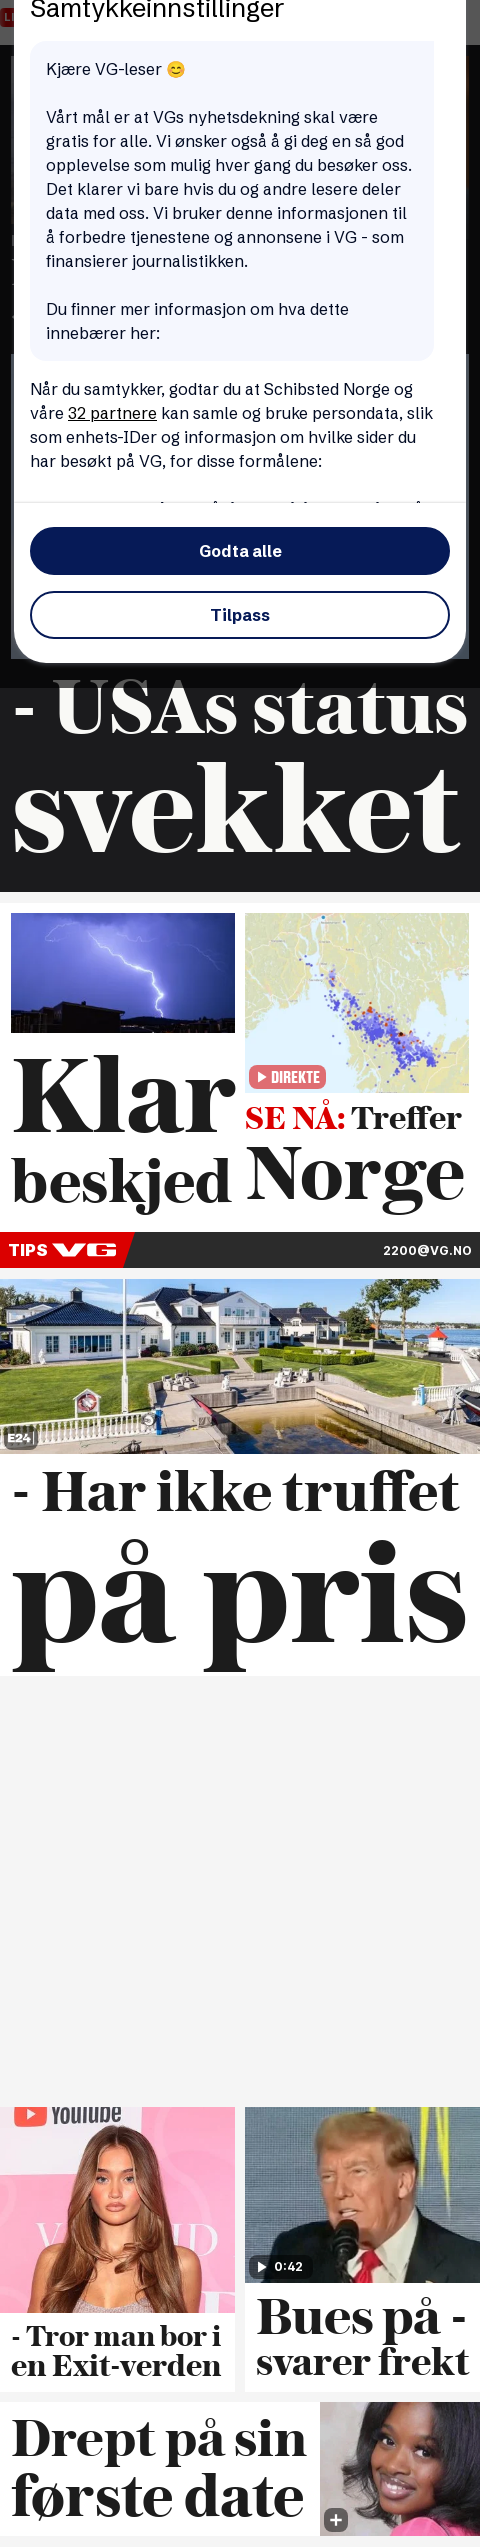 Samtykkeinnstillinger
Kjære VG-leser 😊
Vårt mål er at VGs nyhetsdekning skal være
gratis for alle. Vi ønsker også å gi deg en så god
opplevelse som mulig hver gang du besøker oss.
Det klarer vi bare hvis du og andre lesere deler
data med oss. Vi bruker denne informasjonen til
å forbedre tjenestene og annonsene i VG - som
finansierer journalistikken.
Du finner mer informasjon om hva dette
innebærer her:
Når du samtykker, godtar du at Schibsted Norge og
våre 32 partnere kan samle og bruke persondata, slik
som enhets-IDer og informasjon om hvilke sider du
har besøkt på VG, for disse formålene:
Godta alle
Tilpass
- USAs status
svekket
Klar
beskjed
DIREKTE
SE NÅ: Treffer
Norge
TIPS VG
2200@VG.NO
E24
- Har ikke truffet
på pris
YouTube
- Tror man bor i
en Exit-verden
0:42
Bues på -
svarer frekt
Drept på sin
første date